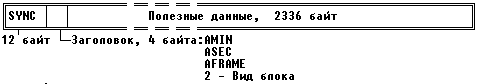 SYNC Полезные данные, 2336 байт
12 байт Заголовок, 4 байта: AMIN
ASEC
AFRAME
2 - Вид блока